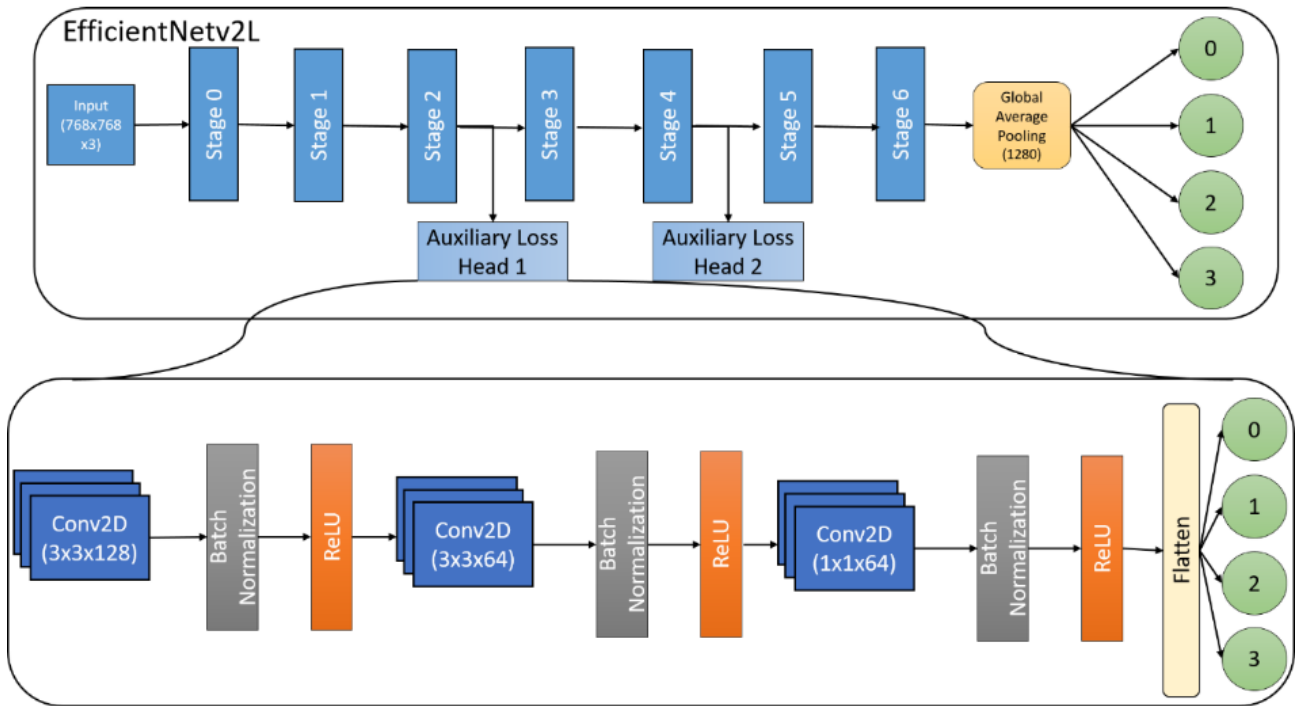 EfficientNetv2L
Input
(768x768
x3)
Stage 0
Stage 1
Stage 2
Stage 3
Stage 4
Stage 5
Stage 6
Global
Average
Pooling
(1280)
0
1
2
3
Auxiliary Loss
Head 1
Auxiliary Loss
Head 2
Conv2D
(3x3x128)
Batch
Normalization
ReLU
Conv2D
(3x3x64)
Batch
Normalization
ReLU
Conv2D
(1x1x64)
Batch
Normalization
ReLU
Flatten
0
1
2
3